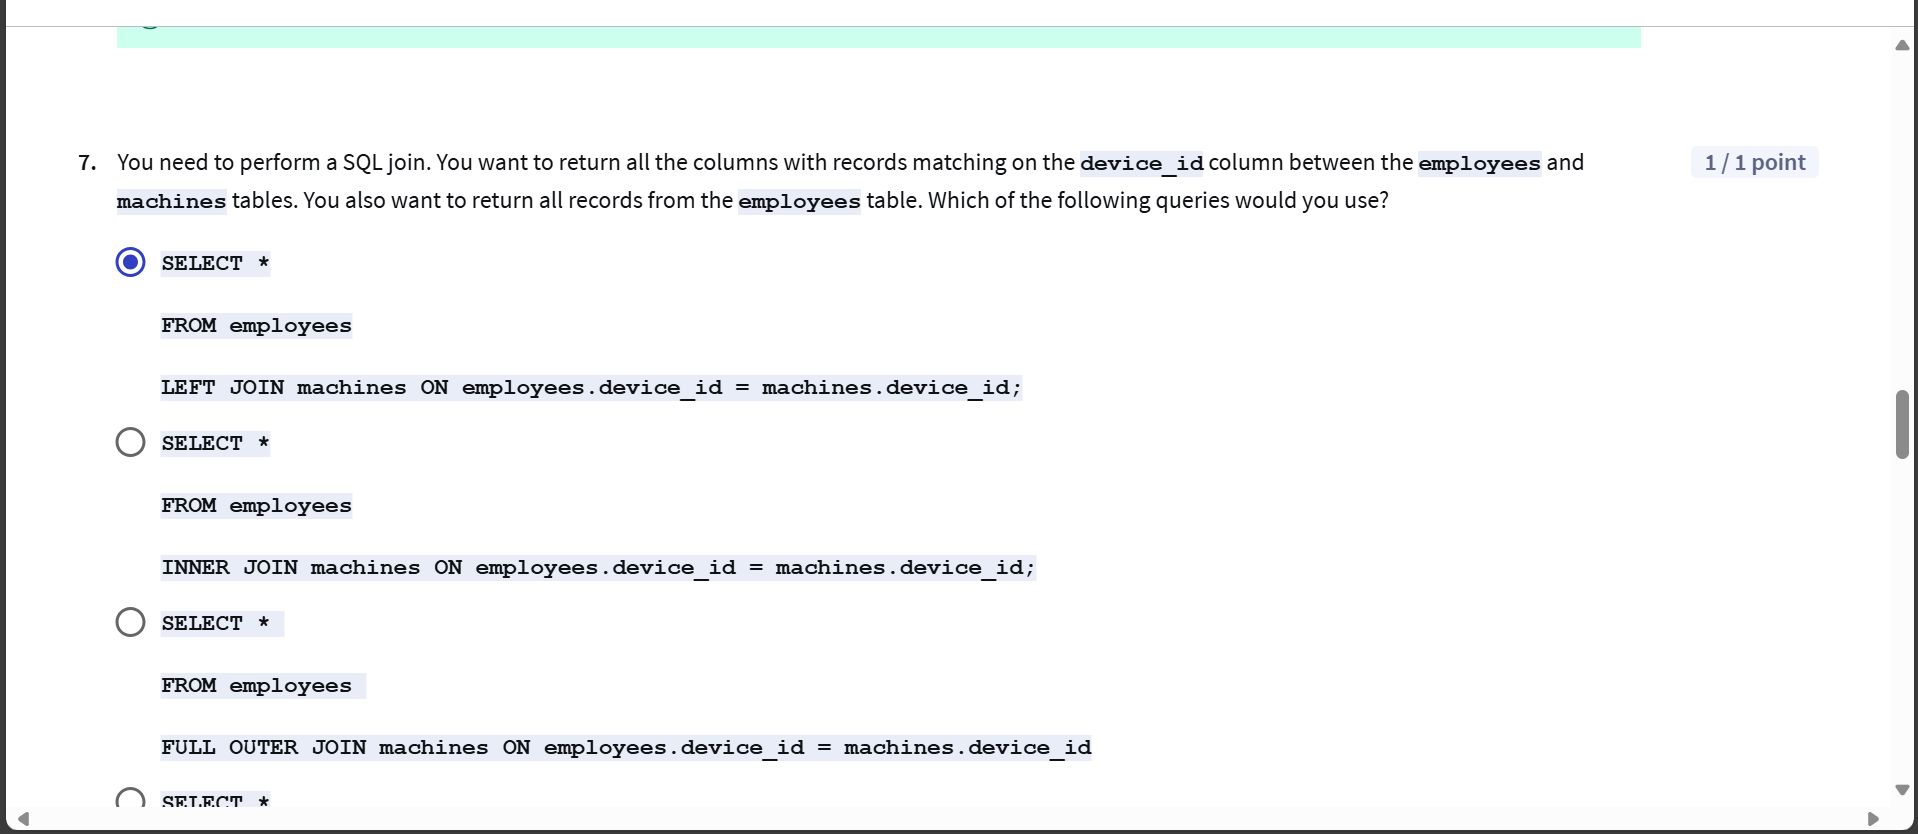 7. You need to perform a SQL join. You want to return all the columns with records matching on the device_id column between the employees and 1 / 1 point
machines tables. You also want to return all records from the employees table. Which of the following queries would you use?
SELECT *
FROM employees
LEFT JOIN machines ON employees.device_id = machines.device_id;
SELECT *
FROM employees
INNER JOIN machines ON employees.device_id = machines.device_id;
SELECT *
FROM employees
FULL OUTER JOIN machines ON employees.device_id = machines.device_id
SELECT *